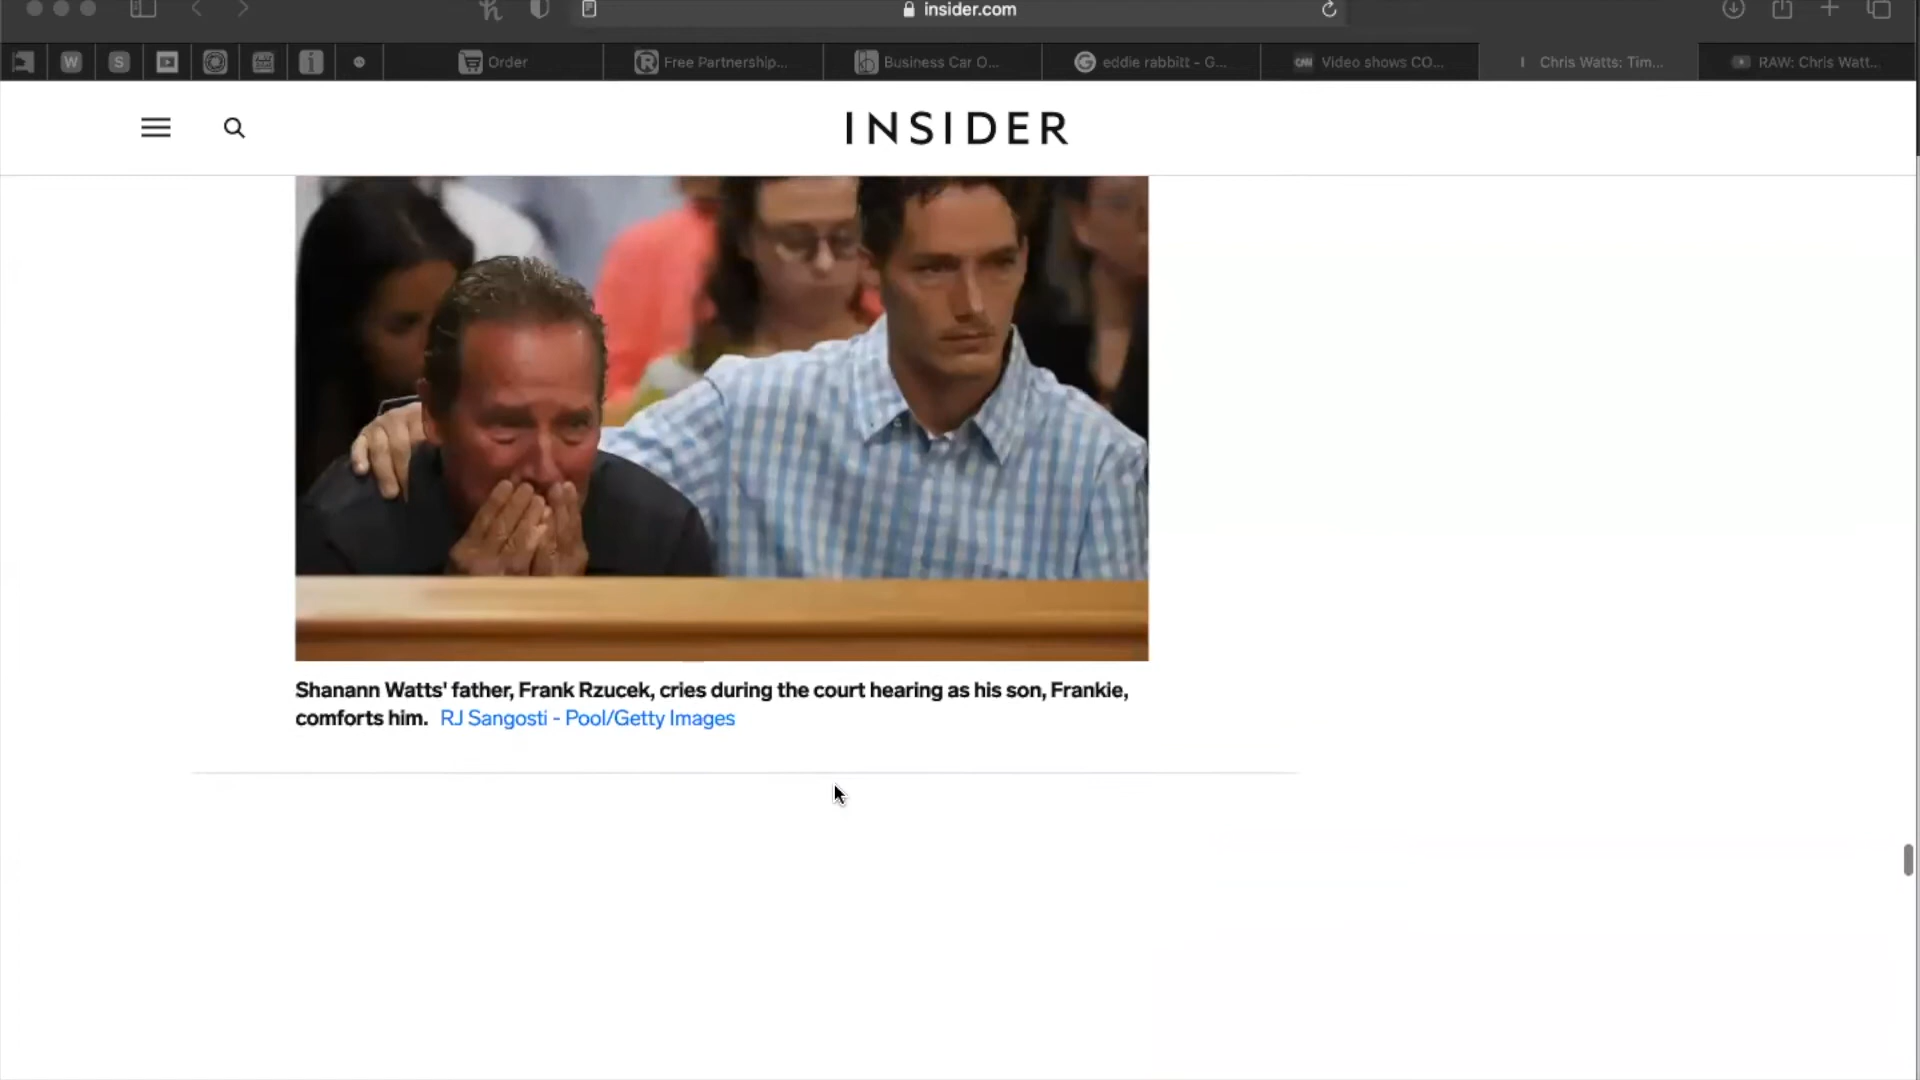 insider.com
W
S
Order
Free Partnership...
Business Car O...
eddie rabbitt - G...
CNN Video shows CO...
I Chris Watts: Tim...
RAW: Chris Watt...
INSIDER
Shanann Watts' father, Frank Rzucek, cries during the court hearing as his son, Frankie,
comforts him. RJ Sangosti - Pool/Getty Images